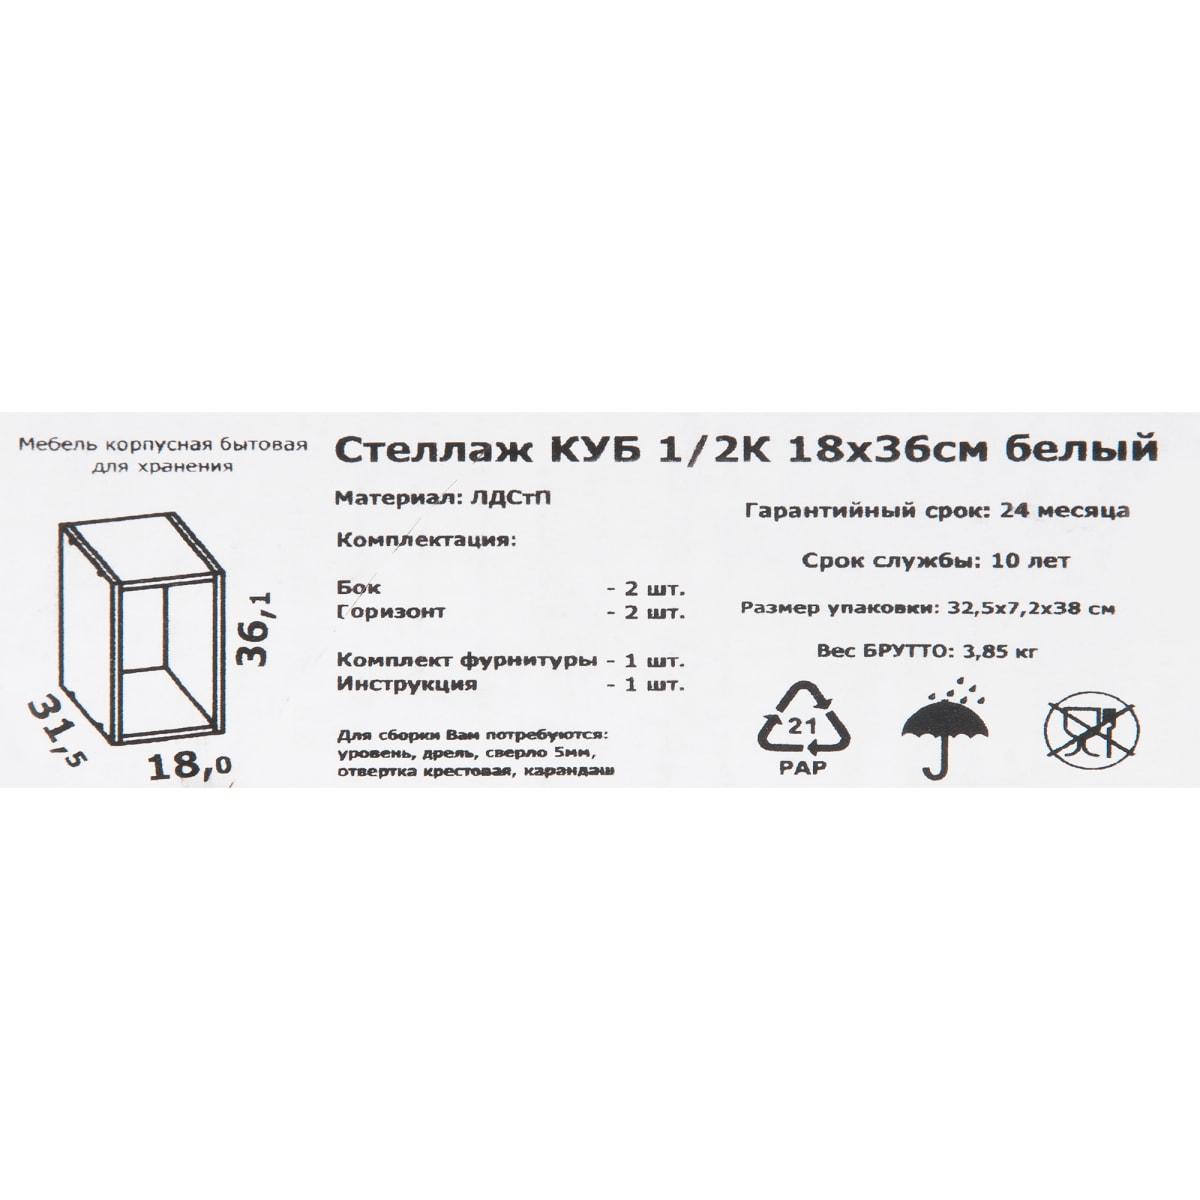 Мебель корпусная бытовая
для хранения
36,1
31,5
18,0
Стеллаж КУБ 1/2К 18х36см белый
Материал: ЛДСтП
Комплектация:
Бок - 2 шт.
Горизонт - 2 шт.
Комплект фурнитуры - 1 шт.
Инструкция - 1 шт.
Для сборки Вам потребуются:
уровень, дрель, сверло 5мм,
отвертка крестовая, карандаш
Гарантийный срок: 24 месяца
Срок службы: 10 лет
Размер упаковки: 32,5х7,2х38 см
Вес БРУТТО: 3,85 кг
21
PAP